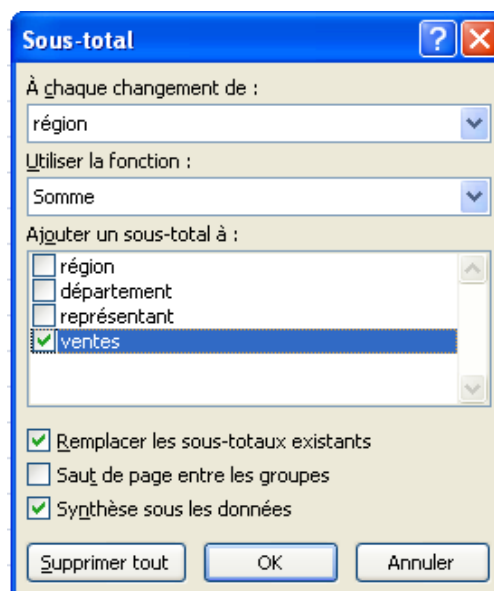 Sous-total
À chaque changement de :
région
Utiliser la fonction :
Somme
Ajouter un sous-total à :
région
département
représentant
ventes
Remplacer les sous-totaux existants
Saut de page entre les groupes
Synthèse sous les données
Supprimer tout OK Annuler